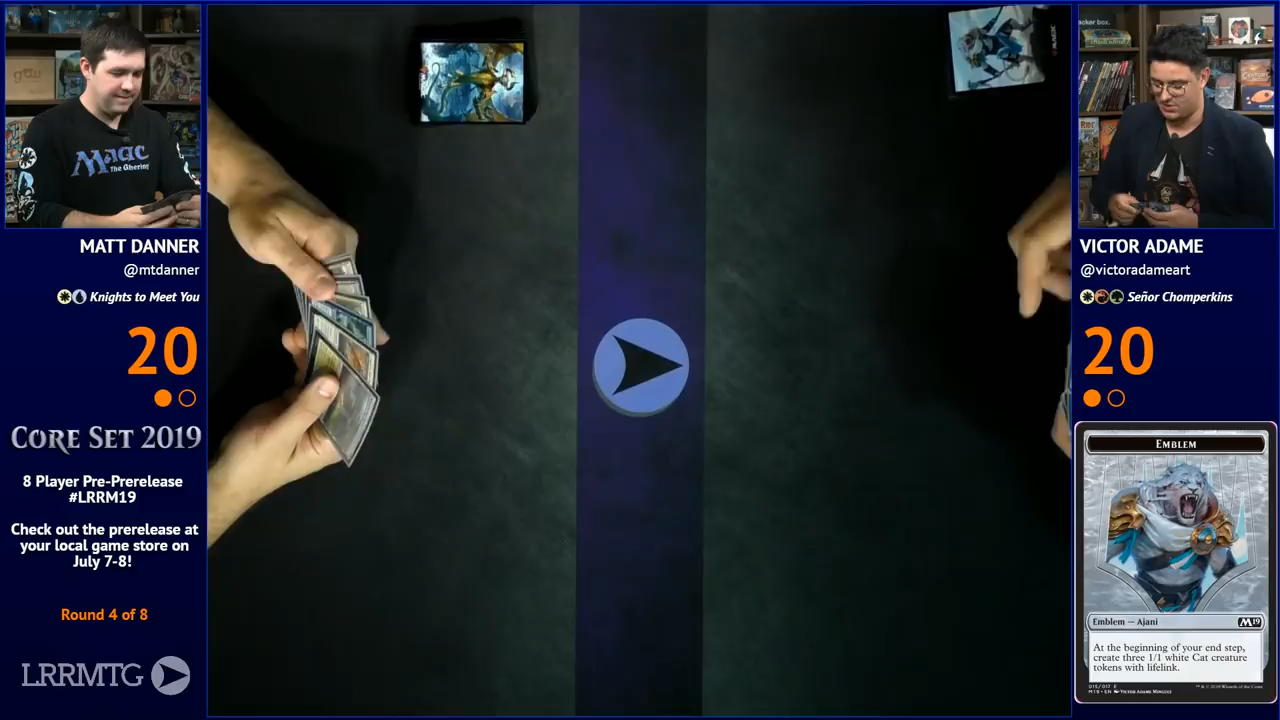 MAGIC
The Gathering
MATT DANNER
@mtdanner
Knights to Meet You
20
CORE SET 2019
8 Player Pre-Prerelease
#LRRM19
Check out the prerelease at
your local game store on
July 7-8!
Round 4 of 8
LRRMTG
VICTOR ADAME
@victoradameart
Señor Chomperkins
20
EMBLEM
Emblem — Ajani
M19
At the beginning of your end step,
create three 1/1 white Cat creature
tokens with lifelink.